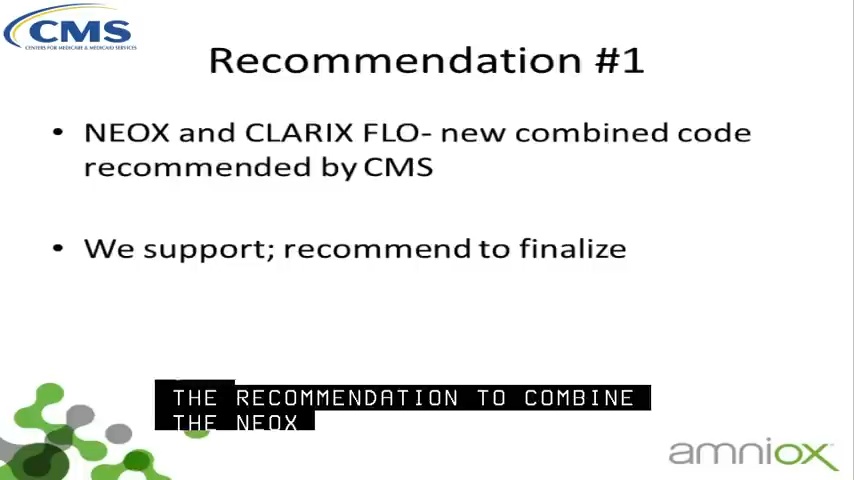 CMS
CENTERS FOR MEDICARE & MEDICAID SERVICES
Recommendation #1
• NEOX and CLARIX FLO- new combined code
recommended by CMS
• We support; recommend to finalize
THE RECOMMENDATION TO COMBINE
THE NEOX
amniox